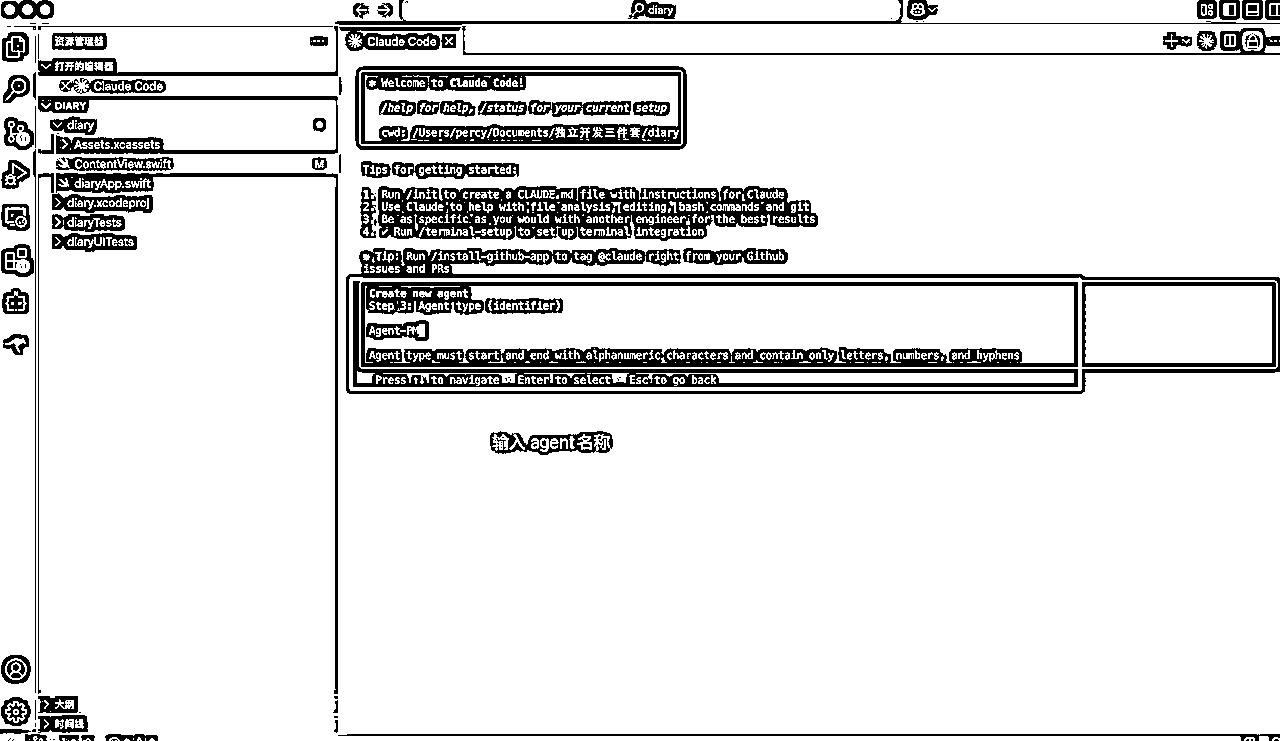 diary
资源管理器
Claude Code
打开的编辑器
Claude Code
DIARY
diary
Assets.xcassets
ContentView.swift
M
diaryApp.swift
diary.xcodeproj
diaryTests
diaryUITests
大纲
时间线
Welcome to Claude Code!
/help for help, /status for your current setup
cwd: /Users/percy/Documents/独立开发三件套/diary
Tips for getting started:
1. Run /init to create a CLAUDE.md file with instructions for Claude
2. Use Claude to help with file analysis, editing, bash commands and git
3. Be as specific as you would with another engineer for the best results
4. ✓ Run /terminal-setup to set up terminal integration
Tip: Run /install-github-app to tag @claude right from your Github
issues and PRs
Create new agent
Step 3: Agent type (identifier)
Agent-PM
Agent type must start and end with alphanumeric characters and contain only letters, numbers, and hyphens
Press ↑↓ to navigate · Enter to select · Esc to go back
输入 agent 名称